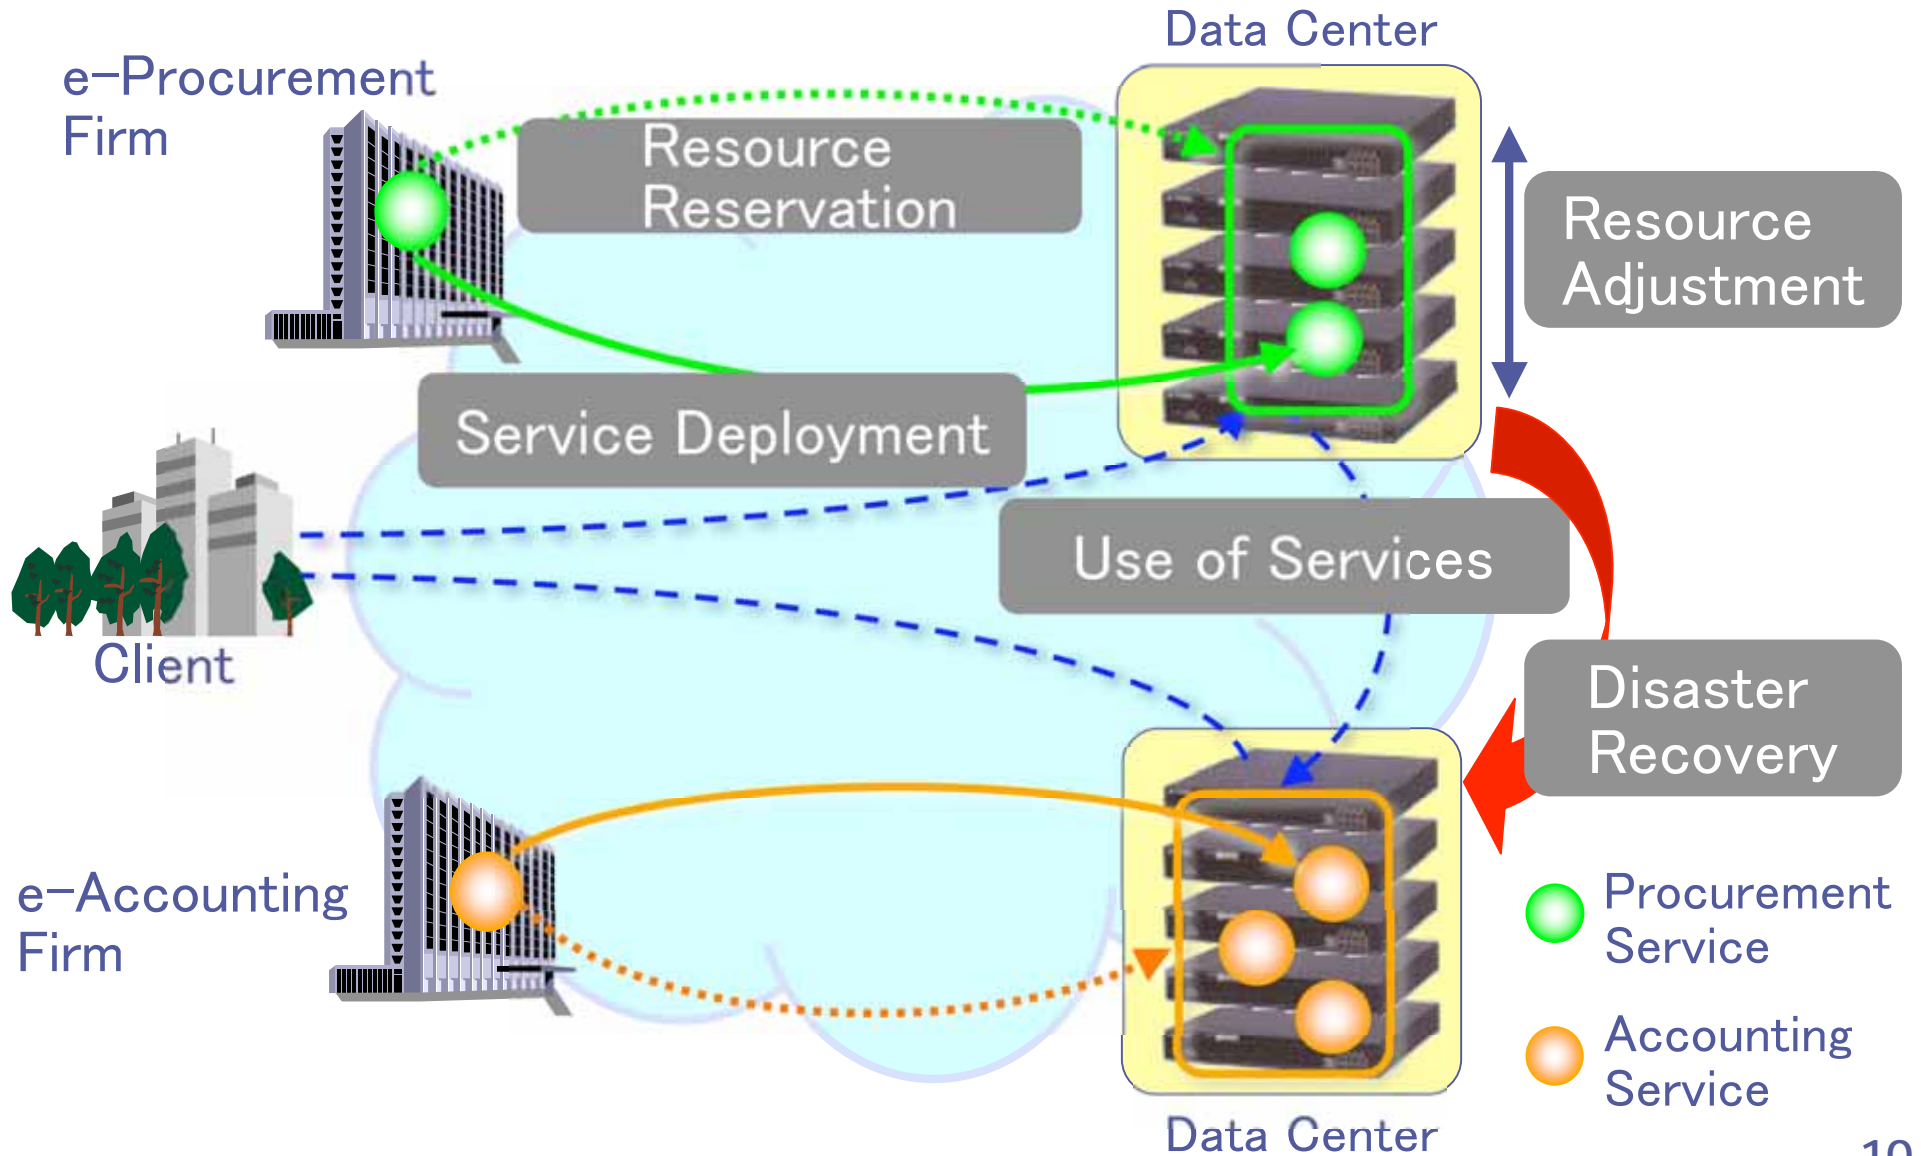 Data Center
e-Procurement
Firm
Resource
Reservation
Resource
Adjustment
Service Deployment
Use of Services
Client
Disaster
Recovery
e-Accounting
Firm
Procurement
Service
Accounting
Service
Data Center
10